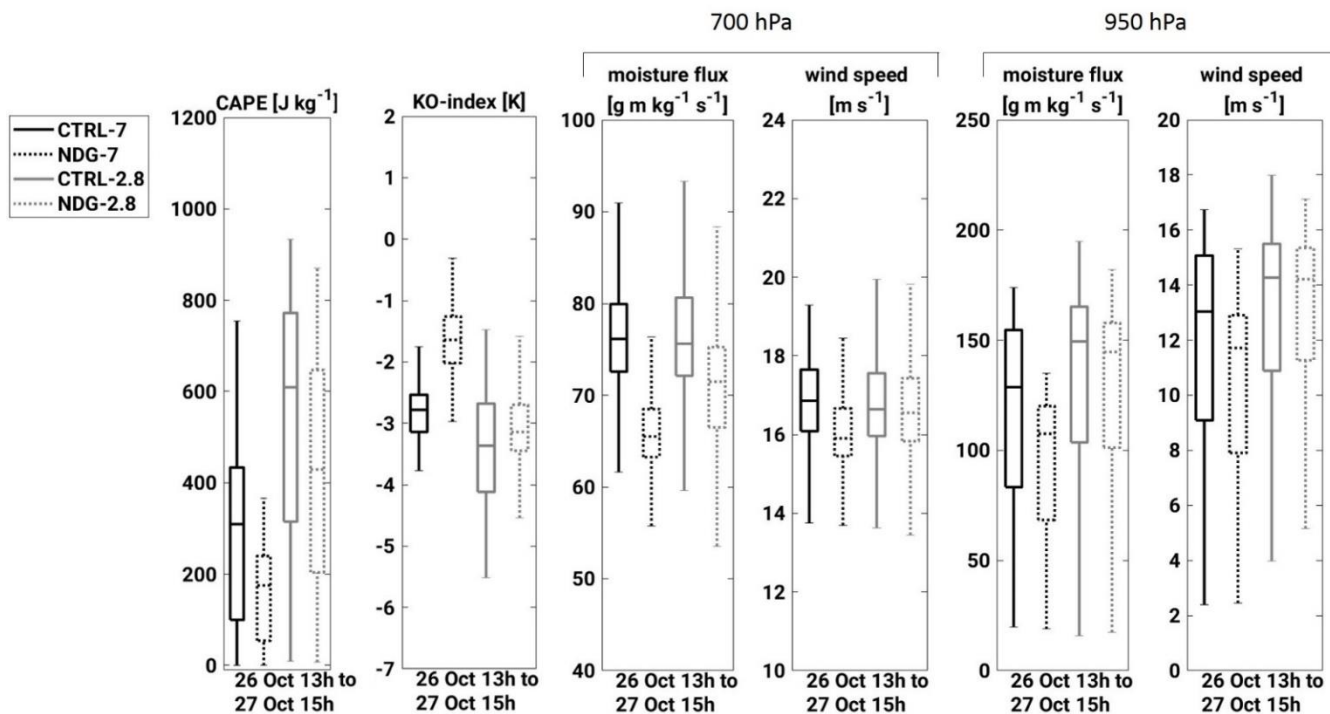 700 hPa
950 hPa
CTRL-7
NDG-7
CTRL-2.8
NDG-2.8
CAPE [J kg⁻¹]
1200
1000
800
600
400
200
0
26 Oct 13h to
27 Oct 15h
KO-index [K]
2
1
0
-1
-2
-3
-4
-5
-6
-7
26 Oct 13h to
27 Oct 15h
moisture flux
[g m kg⁻¹ s⁻¹]
100
90
80
70
60
50
40
26 Oct 13h to
27 Oct 15h
wind speed
[m s⁻¹]
24
22
20
18
16
14
12
10
26 Oct 13h to
27 Oct 15h
moisture flux
[g m kg⁻¹ s⁻¹]
250
200
150
100
50
0
26 Oct 13h to
27 Oct 15h
wind speed
[m s⁻¹]
20
18
16
14
12
10
8
6
4
2
0
26 Oct 13h to
27 Oct 15h